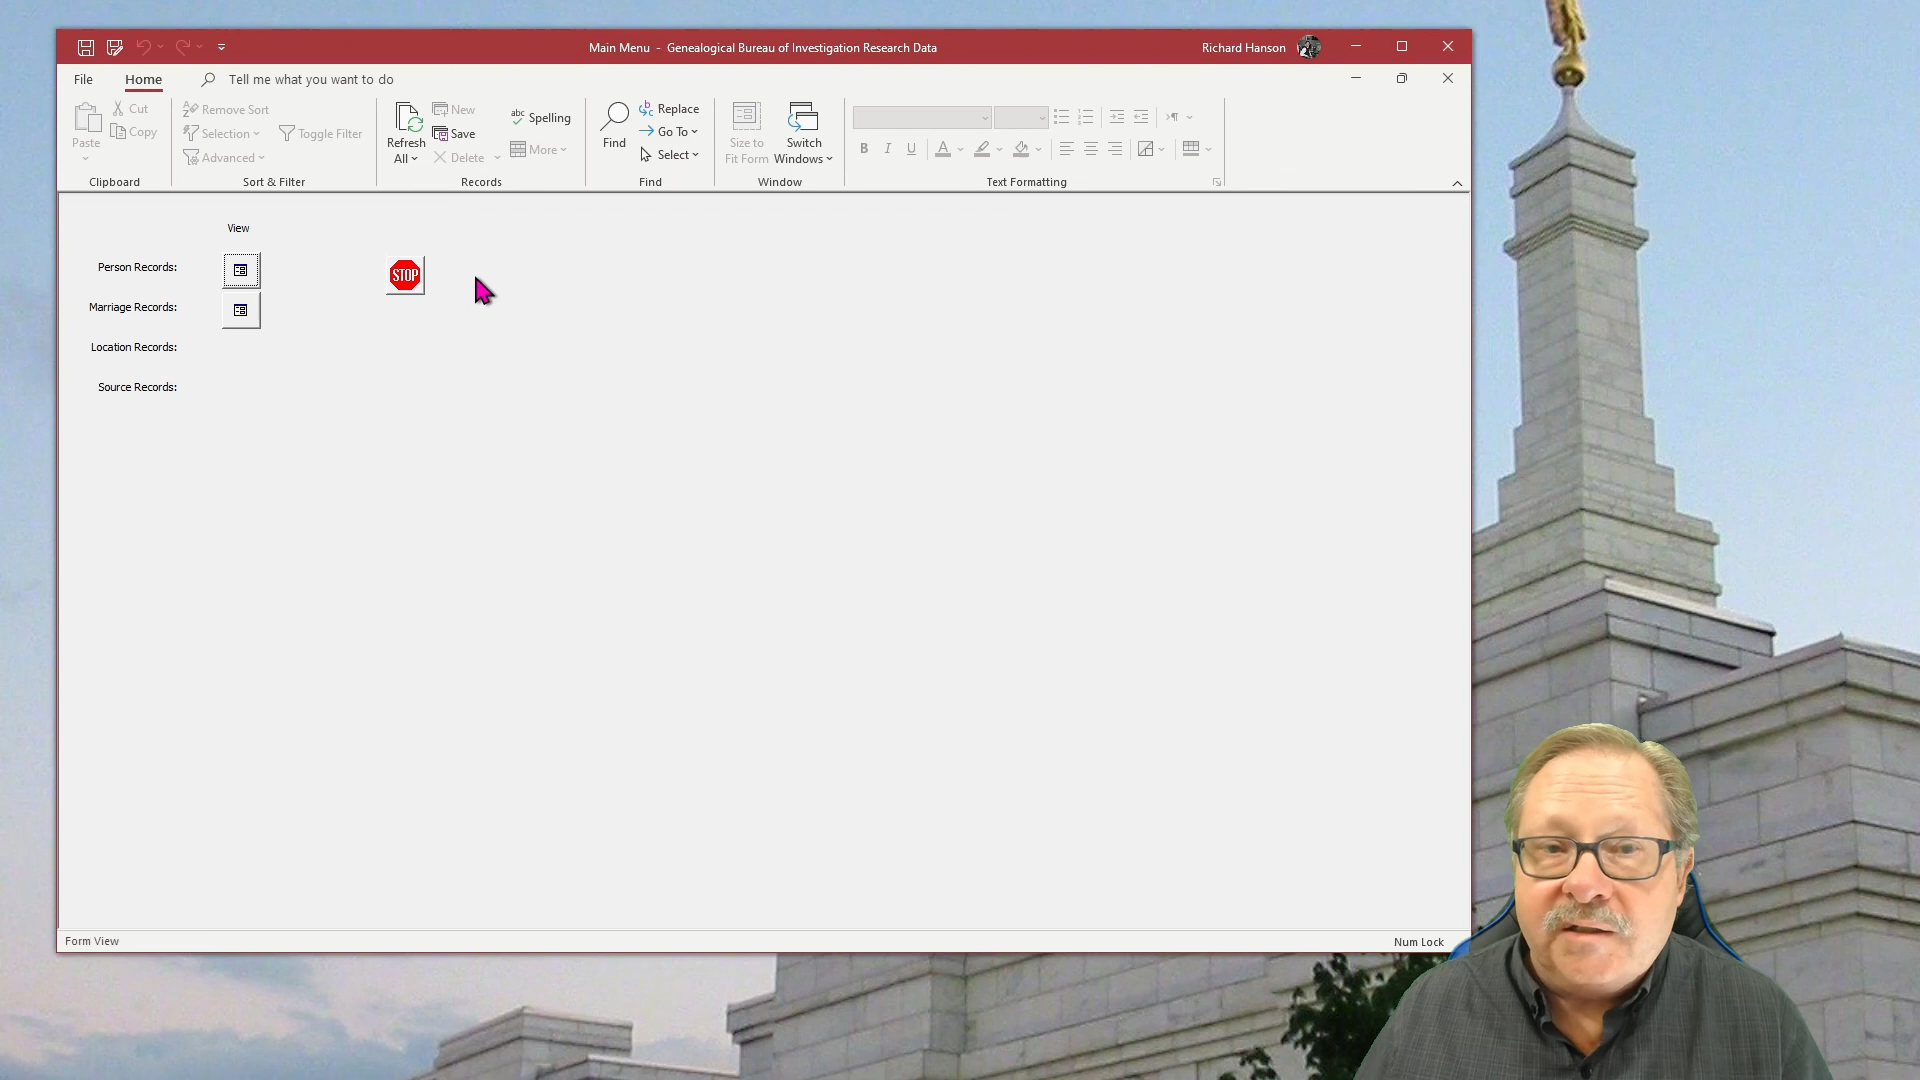 Main Menu - Genealogical Bureau of Investigation Research Data
Richard Hanson
File
Home
Tell me what you want to do
Paste
Cut
Copy
Clipboard
Remove Sort
Selection
Advanced
Toggle Filter
Sort & Filter
Refresh
All
New
Save
Delete
Spelling
More
Records
Find
Replace
Go To
Select
Find
Size to
Fit Form
Switch
Windows
Window
B I U A
Text Formatting
View
Person Records:
STOP
Marriage Records:
Location Records:
Source Records:
Form View
Num Lock